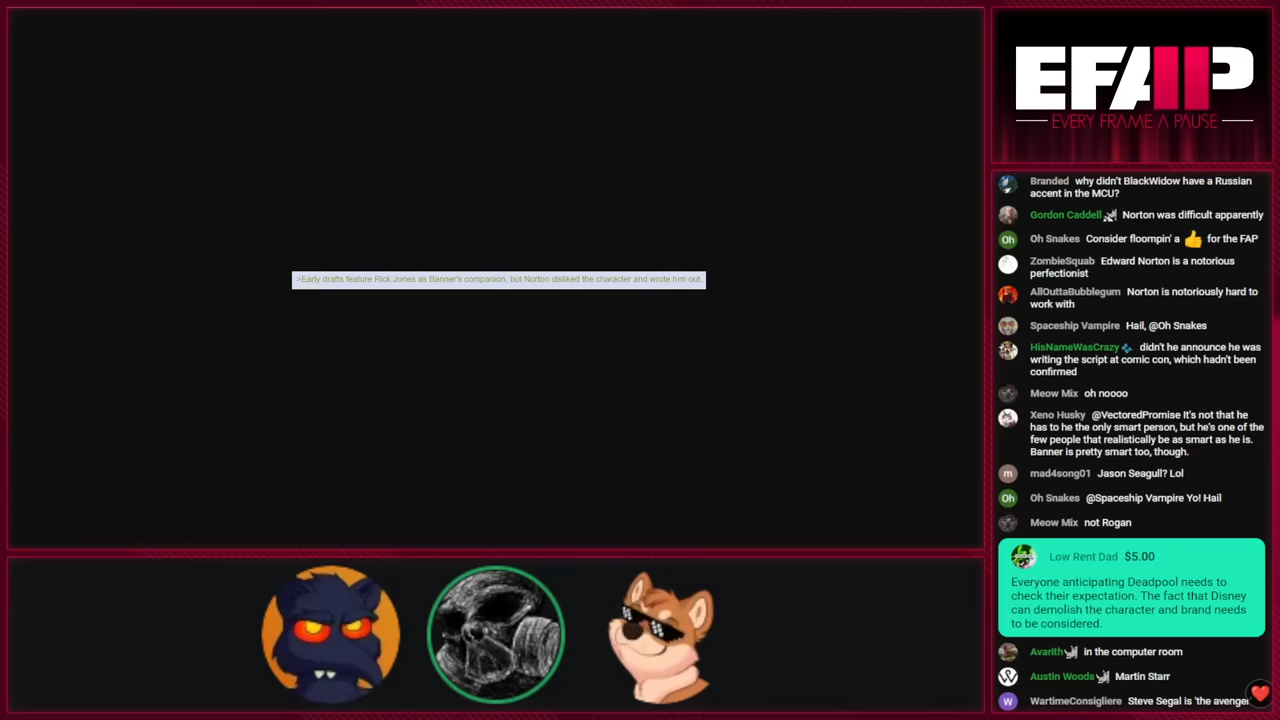 >Early drafts feature Rick Jones as Banner's companion, but Norton disliked the character and wrote him out.
EFAP
EVERY FRAME A PAUSE
Branded why didn't BlackWidow have a Russian
accent in the MCU?
Gordon Caddell Norton was difficult apparently
Oh Oh Snakes Consider floompin' a 👍 for the FAP
ZombieSquab Edward Norton is a notorious
perfectionist
AllOuttaBubblegum Norton is notoriously hard to
work with
Spaceship Vampire Hail, @Oh Snakes
HisNameWasCrazy didn't he announce he was
writing the script at comic con, which hadn't been
confirmed
Meow Mix oh noooo
Xeno Husky @VectoredPromise It's not that he
has to he the only smart person, but he's one of the
few people that realistically be as smart as he is.
Banner is pretty smart too, though.
m mad4song01 Jason Seagull? Lol
Oh Oh Snakes @Spaceship Vampire Yo! Hail
Meow Mix not Rogan
Low Rent Dad $5.00
Everyone anticipating Deadpool needs to
check their expectation. The fact that Disney
can demolish the character and brand needs
to be considered.
Avarith in the computer room
W Austin Woods Martin Starr
W WartimeConsigliere Steve Segal is 'the avenge